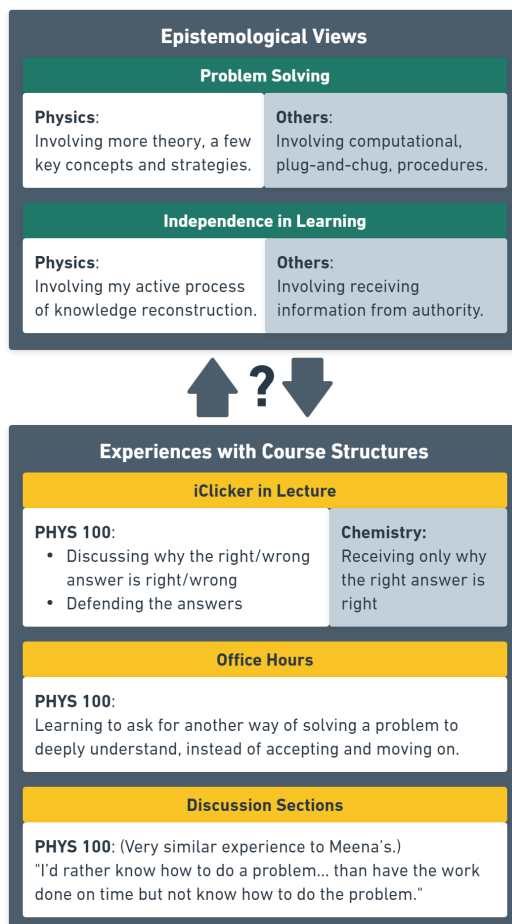 Epistemological Views
Problem Solving
Physics:
Involving more theory, a few
key concepts and strategies.
Others:
Involving computational,
plug-and-chug, procedures.
Independence in Learning
Physics:
Involving my active process
of knowledge reconstruction.
Others:
Involving receiving
information from authority.
?
Experiences with Course Structures
iClicker in Lecture
PHYS 100:
• Discussing why the right/wrong
answer is right/wrong
• Defending the answers
Chemistry:
Receiving only why
the right answer is
right
Office Hours
PHYS 100:
Learning to ask for another way of solving a problem to
deeply understand, instead of accepting and moving on.
Discussion Sections
PHYS 100: (Very similar experience to Meena's.)
"I'd rather know how to do a problem... than have the work
done on time but not know how to do the problem."